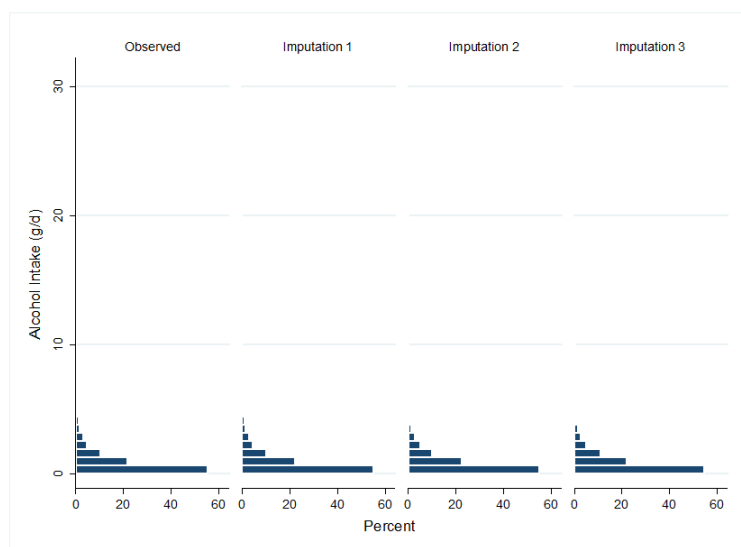 Observed
Imputation 1
Imputation 2
Imputation 3
Alcohol Intake (g/d)
30
20
10
0
0 20 40 60
0 20 40 60
0 20 40 60
0 20 40 60
Percent